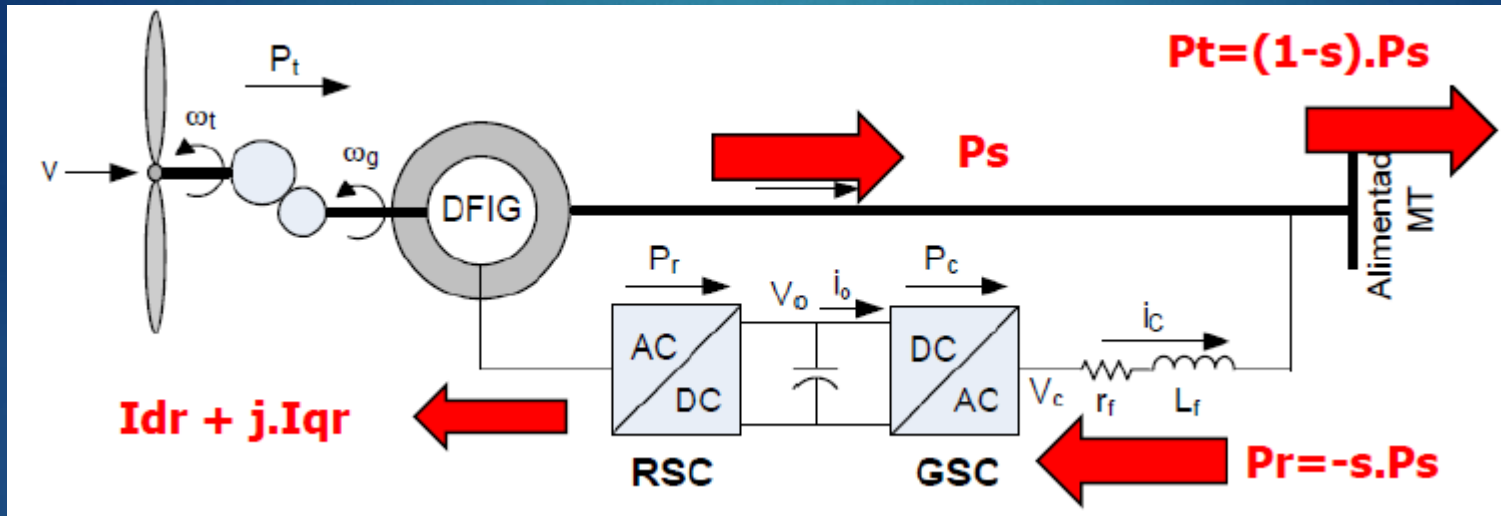 Pt=(1-s).Ps
Pt
ωt
V
ωg
DFIG
Ps
Alimentad
MT
Pr
Vo
io
Pc
AC
DC
DC
AC
ic
Vc
rf
Lf
Idr + j.Iqr
RSC
GSC
Pr=-s.Ps